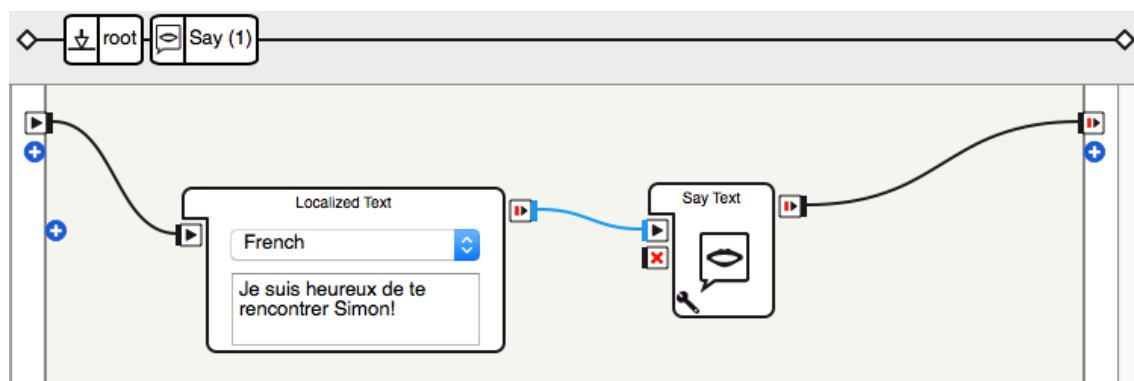 root
Say (1)
Localized Text
French
Je suis heureux de te
rencontrer Simon!
Say Text